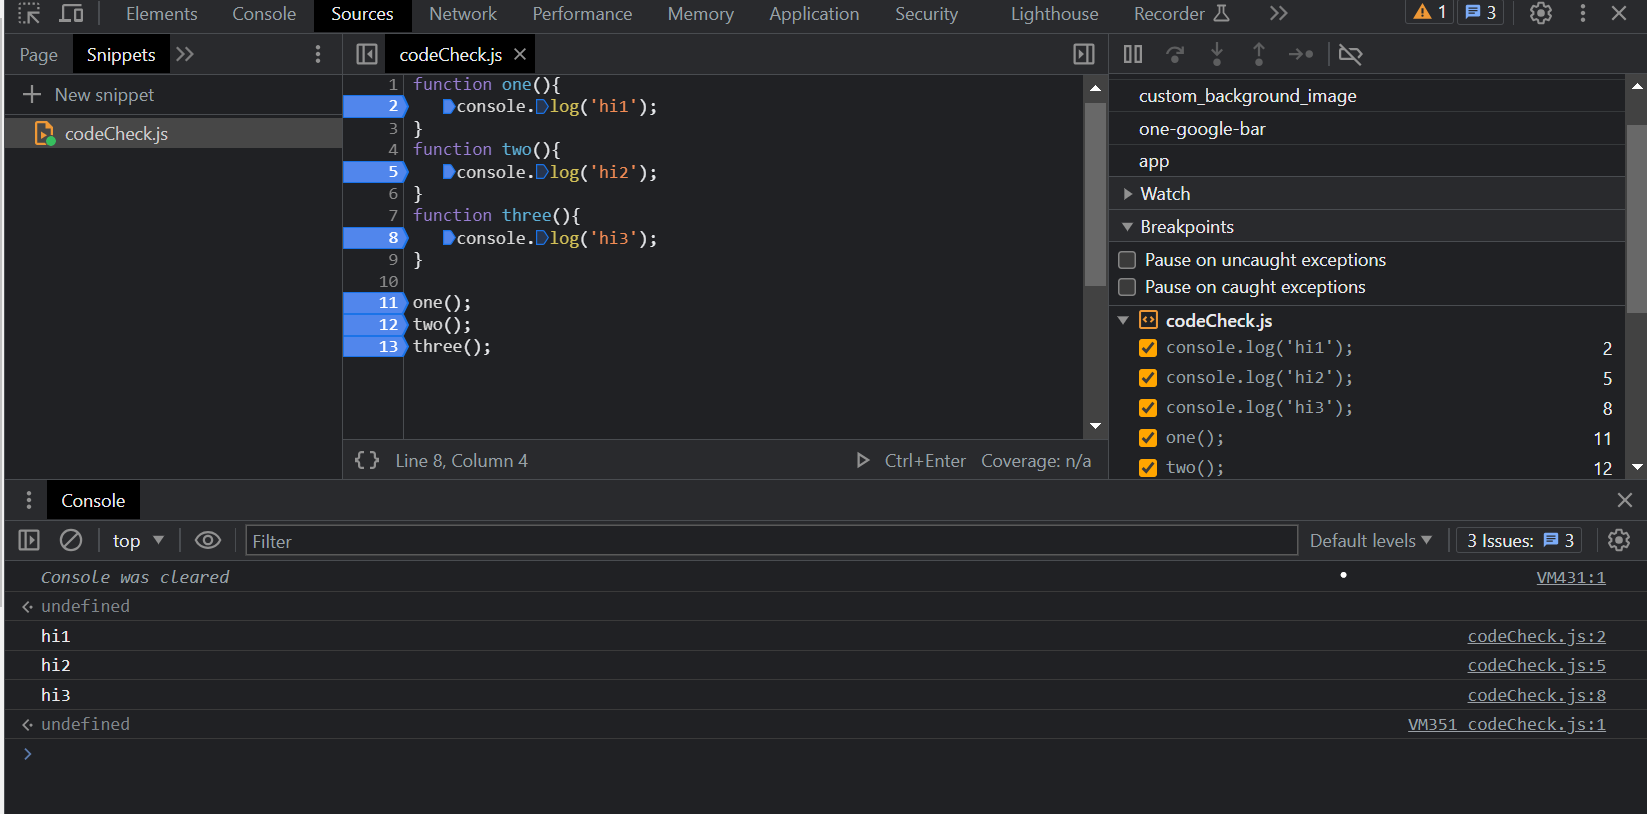 Elements Console Sources Network Performance Memory Application Security Lighthouse Recorder 1 3
Page Snippets
codeCheck.js
New snippet
codeCheck.js
1 function one(){
2 console.log('hi1');
3 }
4 function two(){
5 console.log('hi2');
6 }
7 function three(){
8 console.log('hi3');
9 }
10
11 one();
12 two();
13 three();
{} Line 8, Column 4 Ctrl+Enter Coverage: n/a
custom_background_image
one-google-bar
app
Watch
Breakpoints
Pause on uncaught exceptions
Pause on caught exceptions
codeCheck.js
console.log('hi1'); 2
console.log('hi2'); 5
console.log('hi3'); 8
one(); 11
two(); 12
Console
top Filter Default levels 3 Issues: 3
Console was cleared VM431:1
undefined
hi1 codeCheck.js:2
hi2 codeCheck.js:5
hi3 codeCheck.js:8
undefined VM351 codeCheck.js:1